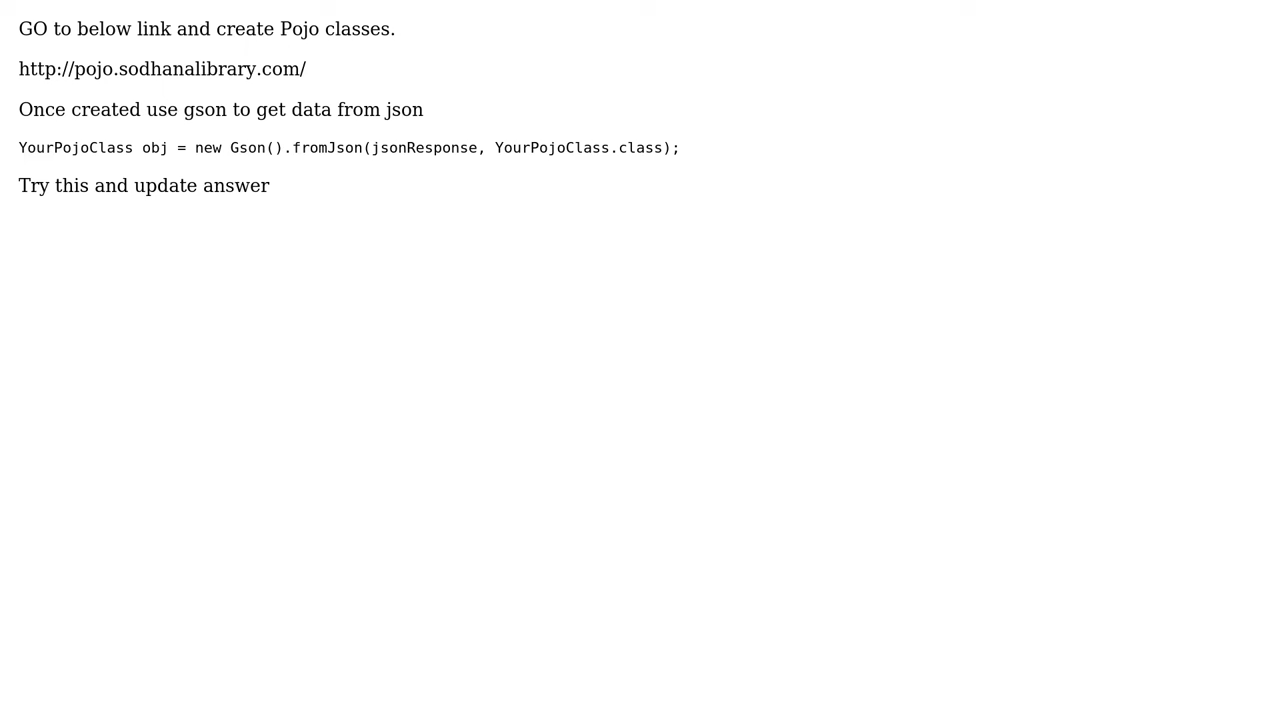 GO to below link and create Pojo classes.
http://pojo.sodhanalibrary.com/
Once created use gson to get data from json
YourPojoClass obj = new Gson().fromJson(jsonResponse, YourPojoClass.class);
Try this and update answer